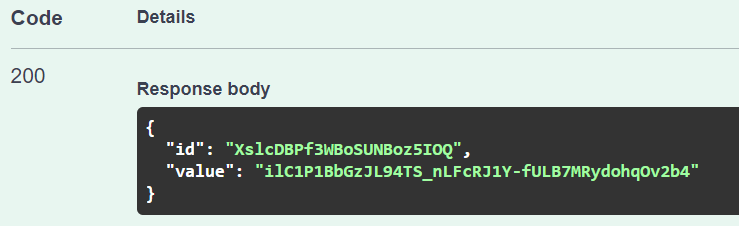 Code Details
200
Response body
{
"id": "XslcDBPf3WBoSUNBoz5IOQ",
"value": "ilC1P1BbGzJL94TS_nLFcRJ1Y-fULB7MRydohqOv2b4"
}